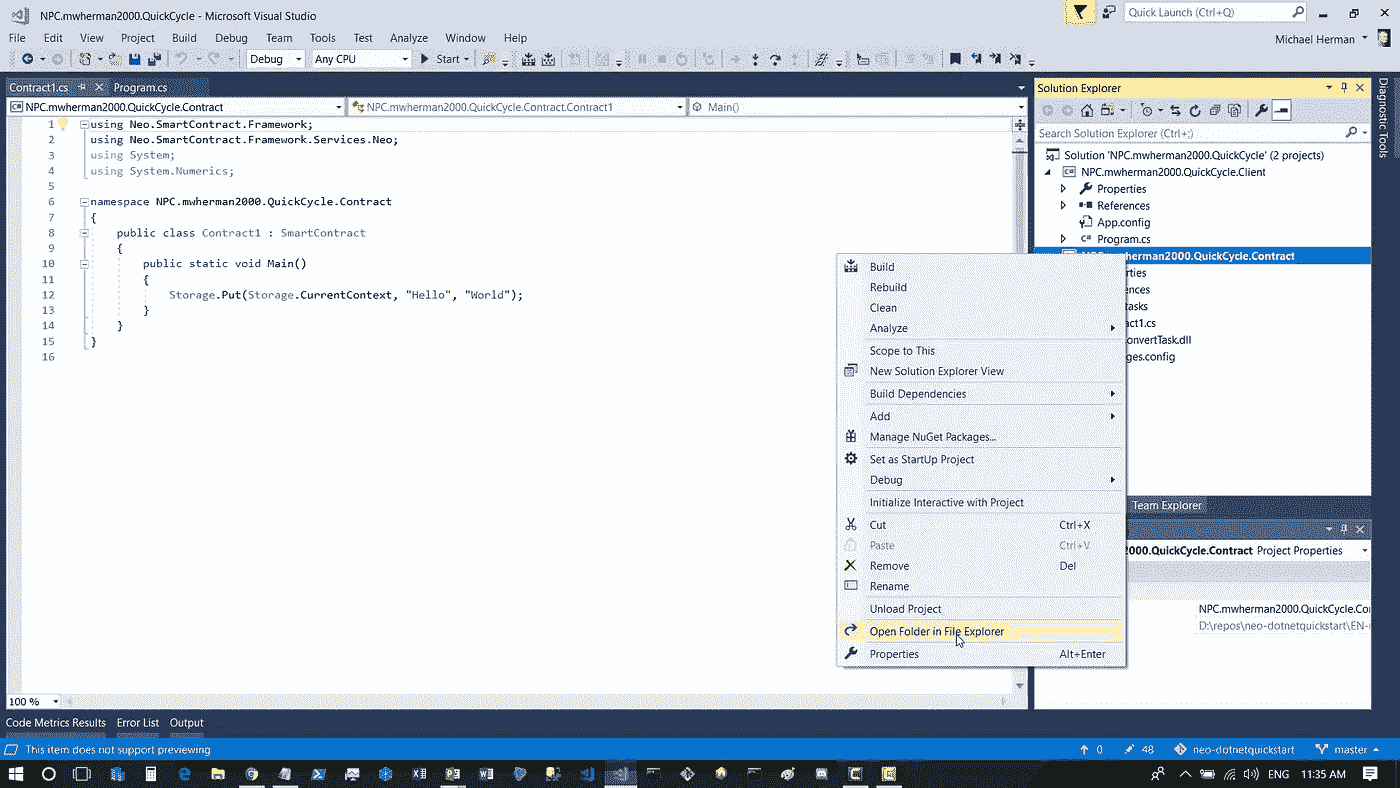 NPC.mwherman2000.QuickCycle - Microsoft Visual Studio
Quick Launch (Ctrl+Q)
File Edit View Project Build Debug Team Tools Test Analyze Window Help
Michael Herman
Debug Any CPU Start
Contract1.cs Program.cs
NPC.mwherman2000.QuickCycle.Contract NPC.mwherman2000.QuickCycle.Contract.Contract1 Main()
1 using Neo.SmartContract.Framework;
2 using Neo.SmartContract.Framework.Services.Neo;
3 using System;
4 using System.Numerics;
5
6 namespace NPC.mwherman2000.QuickCycle.Contract
7 {
8 public class Contract1 : SmartContract
9 {
10 public static void Main()
11 {
12 Storage.Put(Storage.CurrentContext, "Hello", "World");
13 }
14 }
15 }
16
100 %
Solution Explorer
Search Solution Explorer (Ctrl+;)
Solution 'NPC.mwherman2000.QuickCycle' (2 projects)
NPC.mwherman2000.QuickCycle.Client
Properties
References
App.config
C# Program.cs
mwherman2000.QuickCycle.Contract
rties
ences
tasks
act1.cs
onvertTask.dll
ges.config
Diagnostic Tools
Build
Rebuild
Clean
Analyze
Scope to This
New Solution Explorer View
Build Dependencies
Add
Manage NuGet Packages...
Set as StartUp Project
Debug
Initialize Interactive with Project
Cut Ctrl+X
Paste Ctrl+V
Remove Del
Rename
Unload Project
Open Folder in File Explorer
Properties Alt+Enter
Team Explorer
2000.QuickCycle.Contract Project Properties
NPC.mwherman2000.QuickCycle.Co
D:\repos\neo-dotnetquickstart\EN-
Code Metrics Results Error List Output
This item does not support previewing
0 48 neo-dotnetquickstart master
ENG 11:35 AM